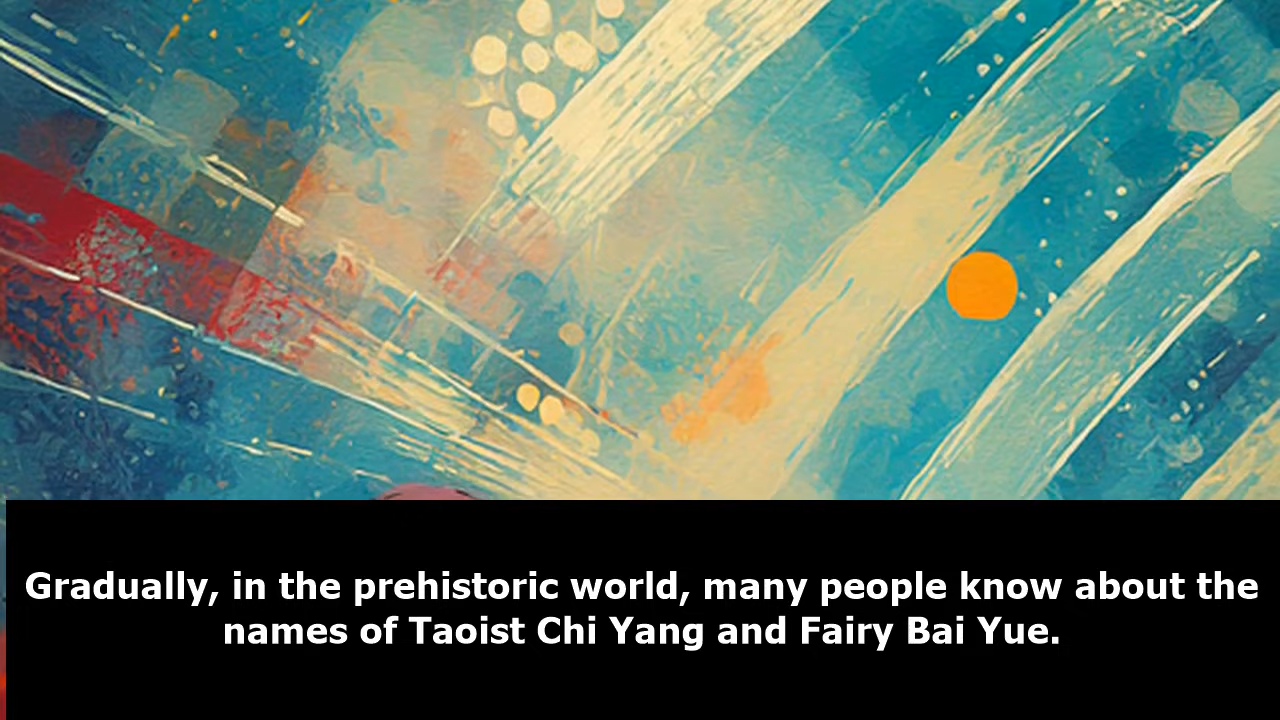 Gradually, in the prehistoric world, many people know about the
names of Taoist Chi Yang and Fairy Bai Yue.